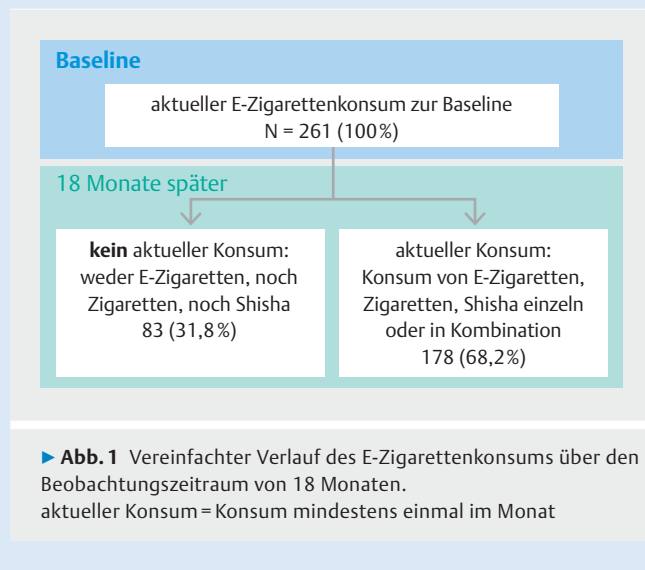 Baseline
aktueller E-Zigarettenkonsum zur Baseline
N = 261 (100%)
18 Monate später
kein aktueller Konsum:
weder E-Zigaretten, noch
Zigaretten, noch Shisha
83 (31,8%)
aktueller Konsum:
Konsum von E-Zigaretten,
Zigaretten, Shisha einzeln
oder in Kombination
178 (68,2%)
▶ Abb. 1 Vereinfachter Verlauf des E-Zigarettenkonsums über den
Beobachtungszeitraum von 18 Monaten.
aktueller Konsum = Konsum mindestens einmal im Monat